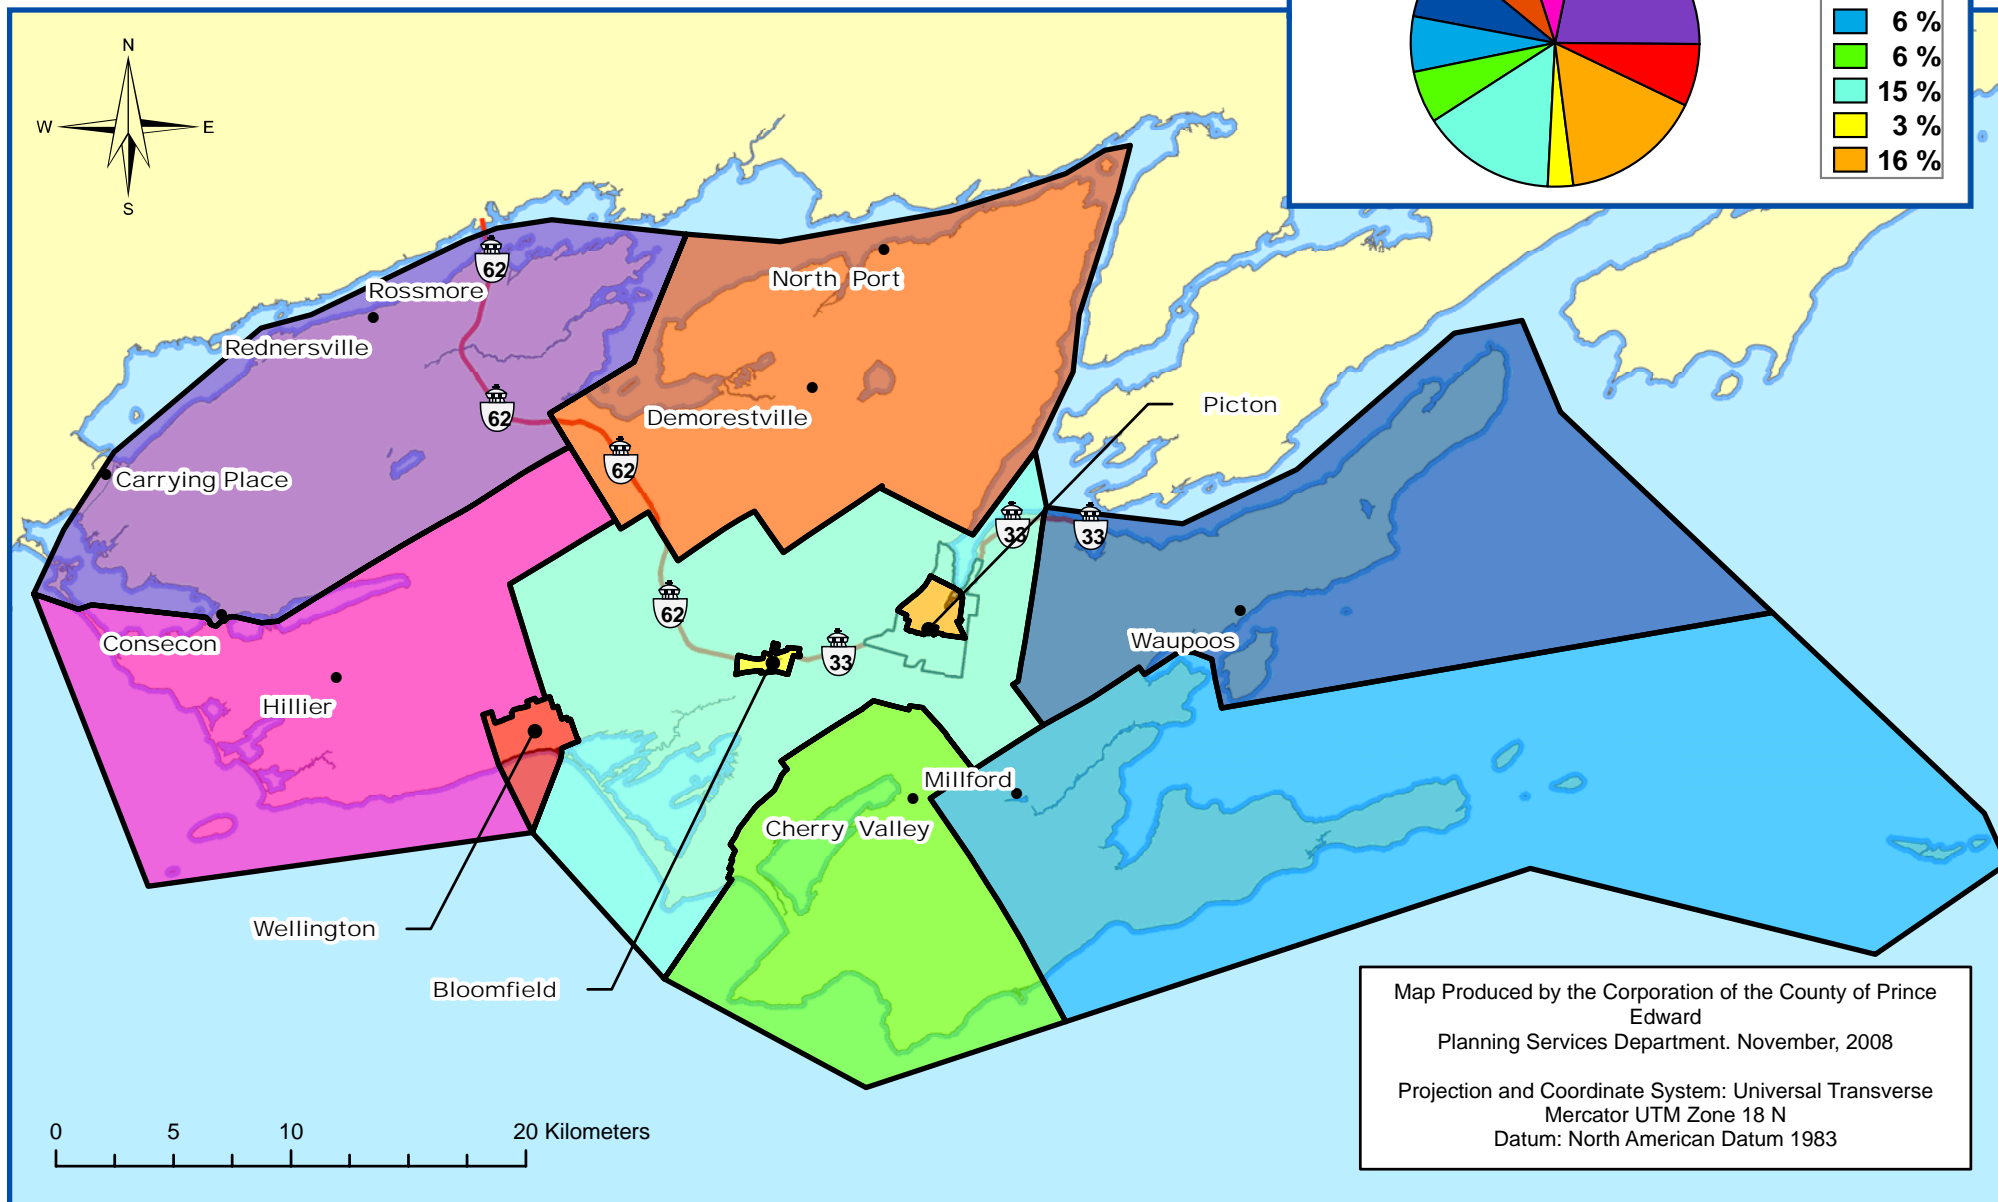 6 %
6 %
15 %
3 %
16 %
N
W E
S
62
Rossmore
North Port
Rednersville
62
Demorestville
Picton
62
Carrying Place
33
33
62
Consecon
Waupoos
33
Hillier
Millford
Cherry Valley
Wellington
Bloomfield
Map Produced by the Corporation of the County of Prince
Edward
Planning Services Department. November, 2008
Projection and Coordinate System: Universal Transverse
Mercator UTM Zone 18 N
Datum: North American Datum 1983
0 5 10 20 Kilometers